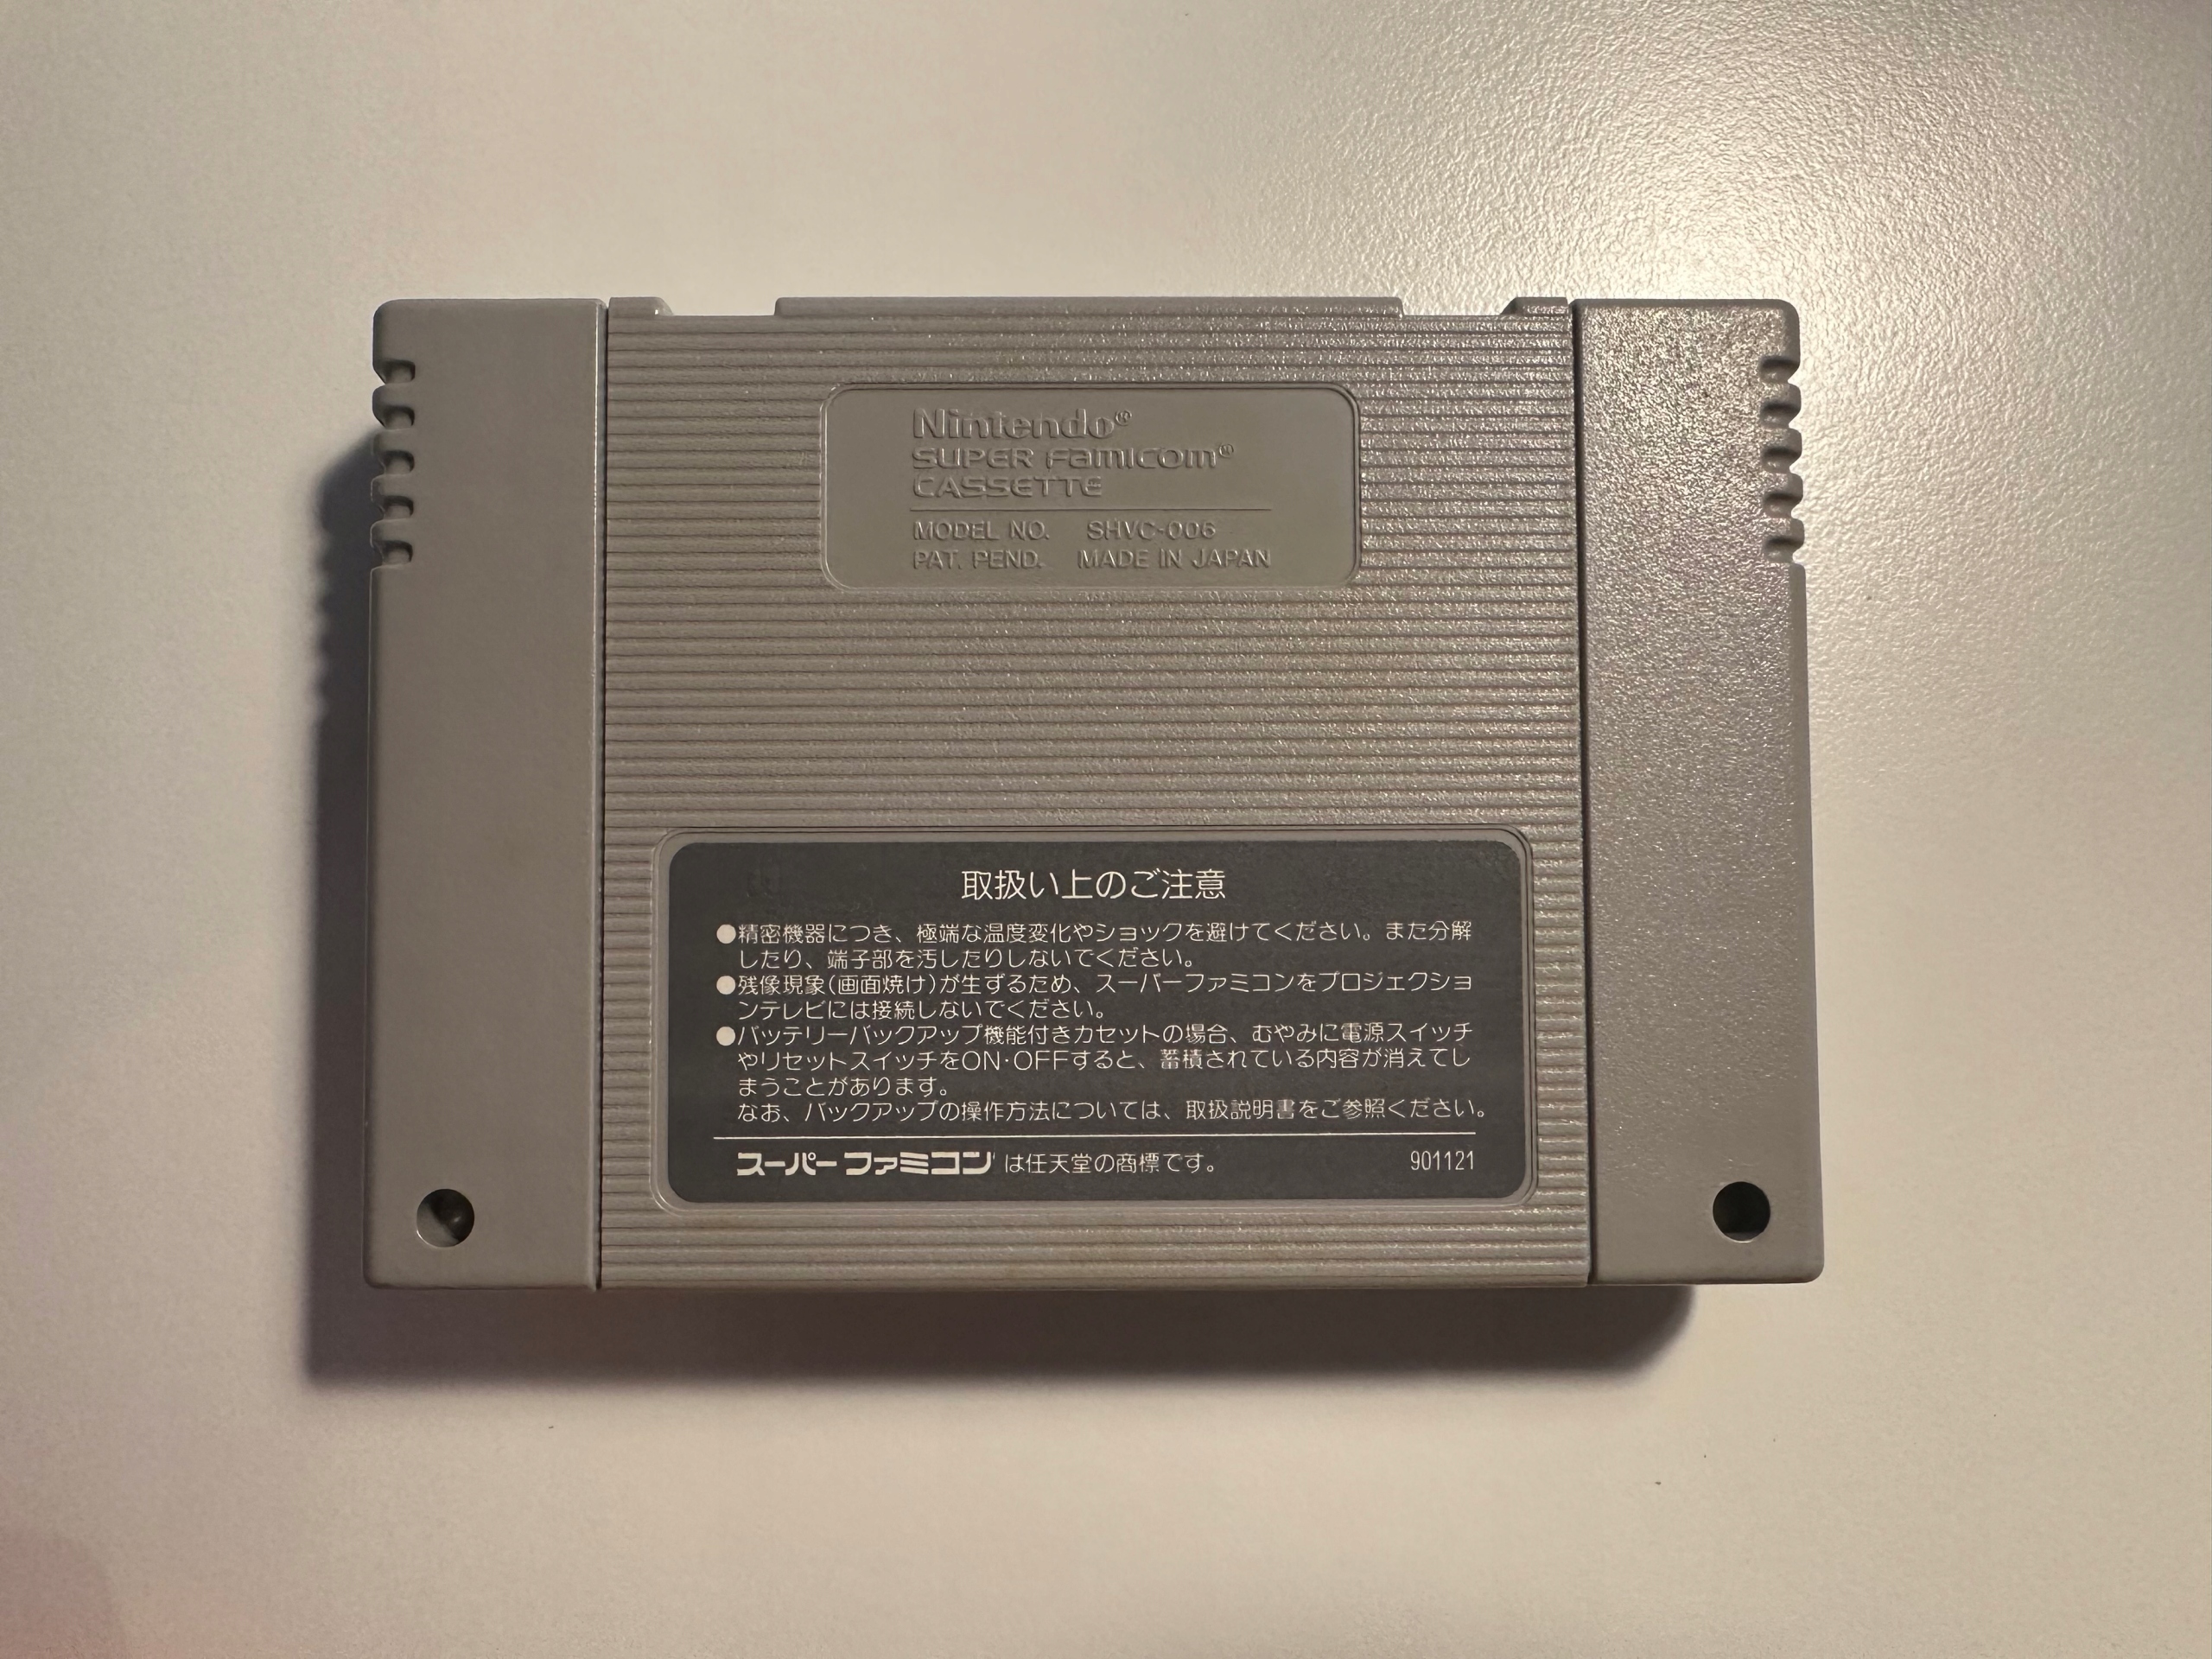 Nintendo®
SUPER FAMICOM®
CASSETTE
MODEL NO. SHVC-006
PAT. PEND. MADE IN JAPAN
取扱い上のご注意
●精密機器につき、極端な温度変化やショックを避けてください。また分解
したり、端子部を汚したりしないでください。
●残像現象(画面焼け)が生ずるため、スーパーファミコンをプロジェクショ
ンテレビには接続しないでください。
●バッテリーバックアップ機能付きカセットの場合、むやみに電源スイッチ
やリセットスイッチをON·OFFすると、蓄積されている内容が消えてし
まうことがあります。
なお、バックアップの操作方法については、取扱説明書をご参照ください。
スーパーファミコン は任天堂の商標です。 901121